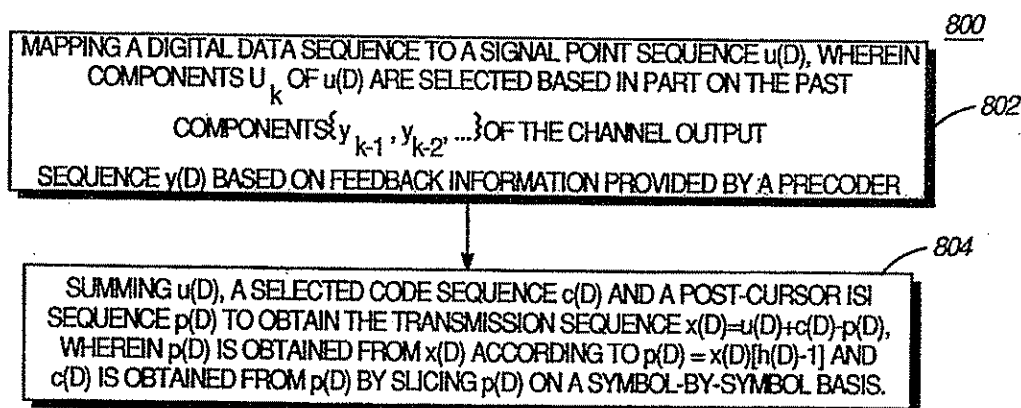 800
MAPPING A DIGITAL DATA SEQUENCE TO A SIGNAL POINT SEQUENCE u(D), WHEREIN
COMPONENTS U_k OF u(D) ARE SELECTED BASED IN PART ON THE PAST
COMPONENTS{y_k-1, y_k-2, ...}OF THE CHANNEL OUTPUT
SEQUENCE y(D) BASED ON FEEDBACK INFORMATION PROVIDED BY A PRECODER
802
804
SUMMING u(D), A SELECTED CODE SEQUENCE c(D) AND A POST-CURSOR ISI
SEQUENCE p(D) TO OBTAIN THE TRANSMISSION SEQUENCE x(D)=u(D)+c(D)-p(D),
WHEREIN p(D) IS OBTAINED FROM x(D) ACCORDING TO p(D) = x(D)[h(D)-1] AND
c(D) IS OBTAINED FROM p(D) BY SLICING p(D) ON A SYMBOL-BY-SYMBOL BASIS.